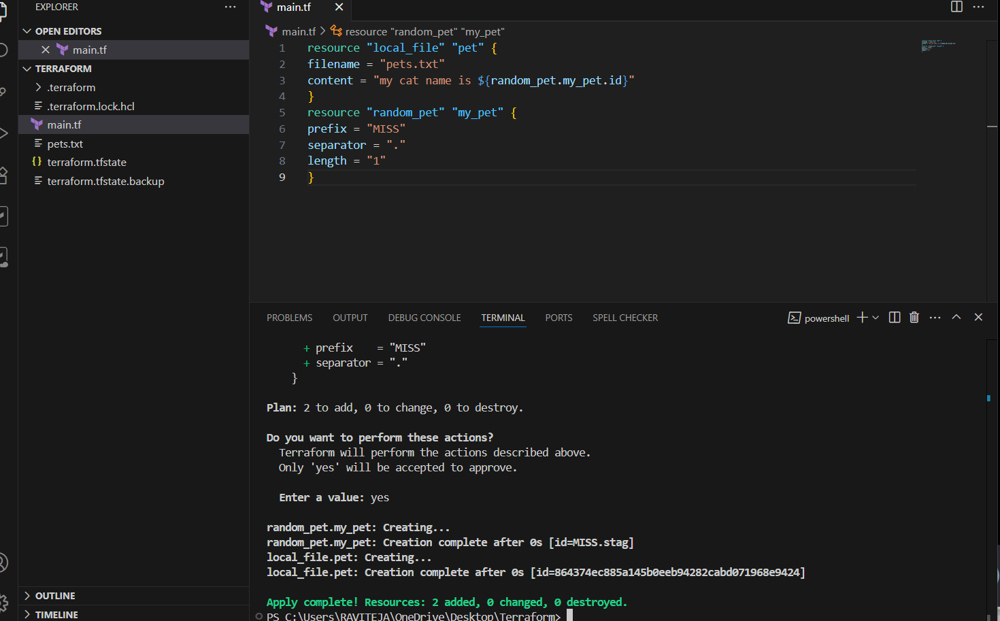 EXPLORER
OPEN EDITORS
main.tf
TERRAFORM
.terraform
.terraform.lock.hcl
main.tf
pets.txt
{} terraform.tfstate
terraform.tfstate.backup
OUTLINE
TIMELINE
main.tf
main.tf > resource "random_pet" "my_pet"
1 resource "local_file" "pet" {
2 filename = "pets.txt"
3 content = "my cat name is ${random_pet.my_pet.id}"
4 }
5 resource "random_pet" "my_pet" {
6 prefix = "MISS"
7 separator = "."
8 length = "1"
9 }
PROBLEMS OUTPUT DEBUG CONSOLE TERMINAL PORTS SPELL CHECKER powershell
+ prefix    = "MISS"
+ separator = "."
}
Plan: 2 to add, 0 to change, 0 to destroy.
Do you want to perform these actions?
Terraform will perform the actions described above.
Only 'yes' will be accepted to approve.
Enter a value: yes
random_pet.my_pet: Creating...
random_pet.my_pet: Creation complete after 0s [id=MISS.stag]
local_file.pet: Creating...
local_file.pet: Creation complete after 0s [id=864374ec885a145b0eeb94282cabd071968e9424]
Apply complete! Resources: 2 added, 0 changed, 0 destroyed.
PS C:\Users\RAVITEJA\OneDrive\Desktop\Terraform>